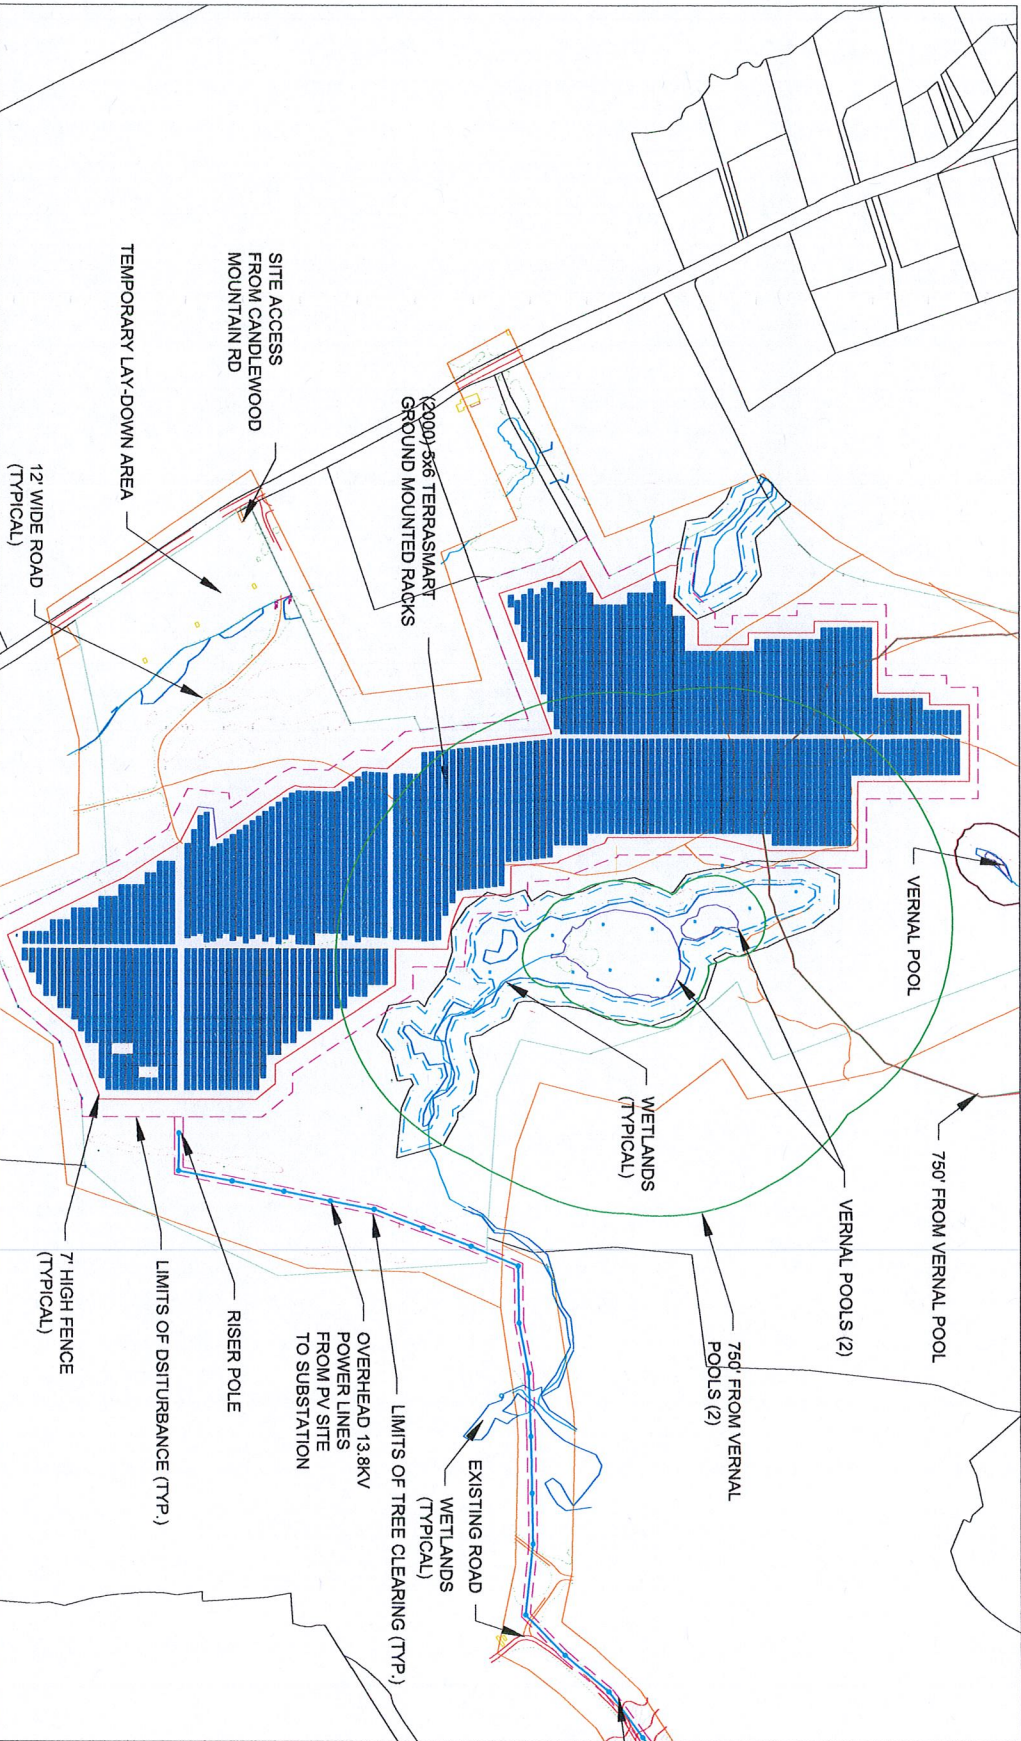 SITE ACCESS
FROM CANDLEWOOD
MOUNTAIN RD
TEMPORARY LAY-DOWN AREA
12' WIDE ROAD
(TYPICAL)
(2000) 5x6 TERRASMART
GROUND MOUNTED RACKS
VERNAL POOL
750' FROM VERNAL POOL
VERNAL POOLS (2)
WETLANDS
(TYPICAL)
750' FROM VERNAL
POOLS (2)
LIMITS OF TREE CLEARING (TYP.)
OVERHEAD 13.8KV
POWER LINES
FROM PV SITE
TO SUBSTATION
EXISTING ROAD
WETLANDS
(TYPICAL)
RISER POLE
LIMITS OF DSITURBANCE (TYP.)
7' HIGH FENCE
(TYPICAL)